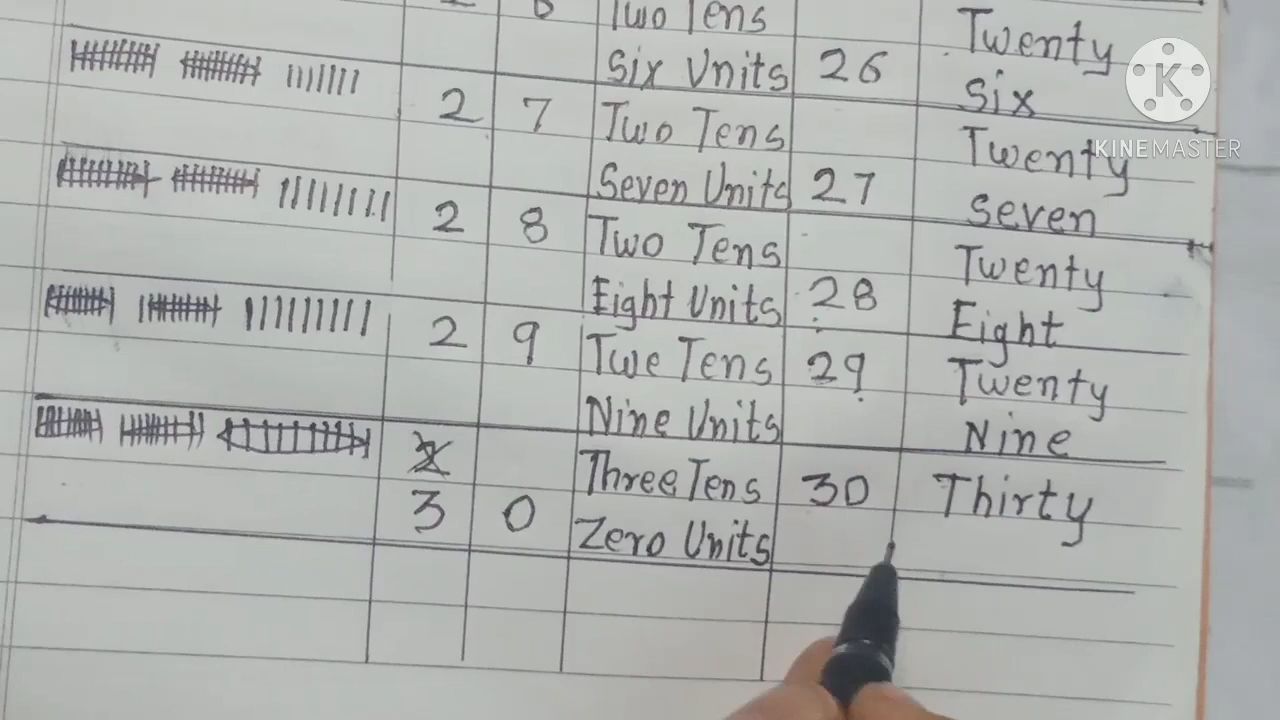 Two Tens
Six Units 26 Twenty Six
2 7 Two Tens
Seven Units 27 Twenty Seven
2 8 Two Tens
Eight Units 28 Twenty Eight
2 9 Twe Tens 29 Twenty
Nine Units Nine
Three Tens 30 Thirty
3 0 Zero Units
K
KINEMASTER